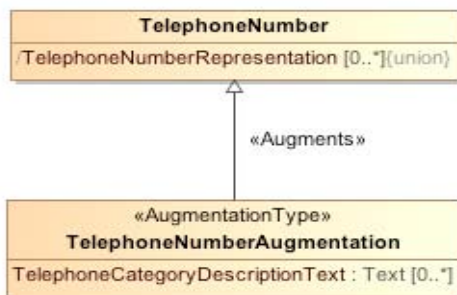 TelephoneNumber
/TelephoneNumberRepresentation [0..*]{union}
«Augments»
«AugmentationType»
TelephoneNumberAugmentation
TelephoneCategoryDescriptionText : Text [0..*]